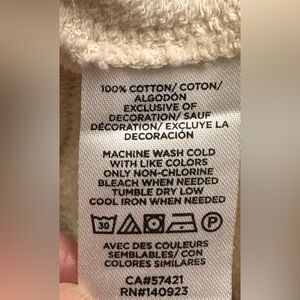 100% COTTON/ COTON/
ALGODÓN
EXCLUSIVE OF
DECORATION/ SAUF
DÉCORATION/ EXCLUYE LA
DECORACIÓN
MACHINE WASH COLD
WITH LIKE COLORS
ONLY NON-CHLORINE
BLEACH WHEN NEEDED
TUMBLE DRY LOW
COOL IRON WHEN NEEDED
30
AVEC DES COULEURS
SEMBLABLES/ CON
COLORES SIMILARES
CA#57421
RN#140923